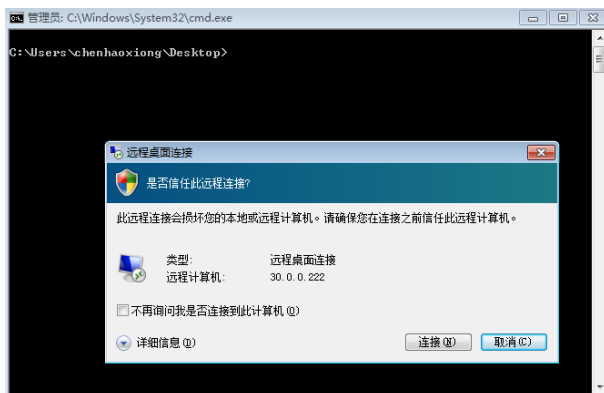 管理员: C:\Windows\System32\cmd.exe
C:\Users\chenhaoxiong\Desktop>
远程桌面连接
是否信任此远程连接?
此远程连接会损坏您的本地或远程计算机。请确保您在连接之前信任此远程计算机。
类型: 远程桌面连接
远程计算机: 30.0.0.222
不再询问我是否连接到此计算机(O)
详细信息(D) 连接(N) 取消(C)